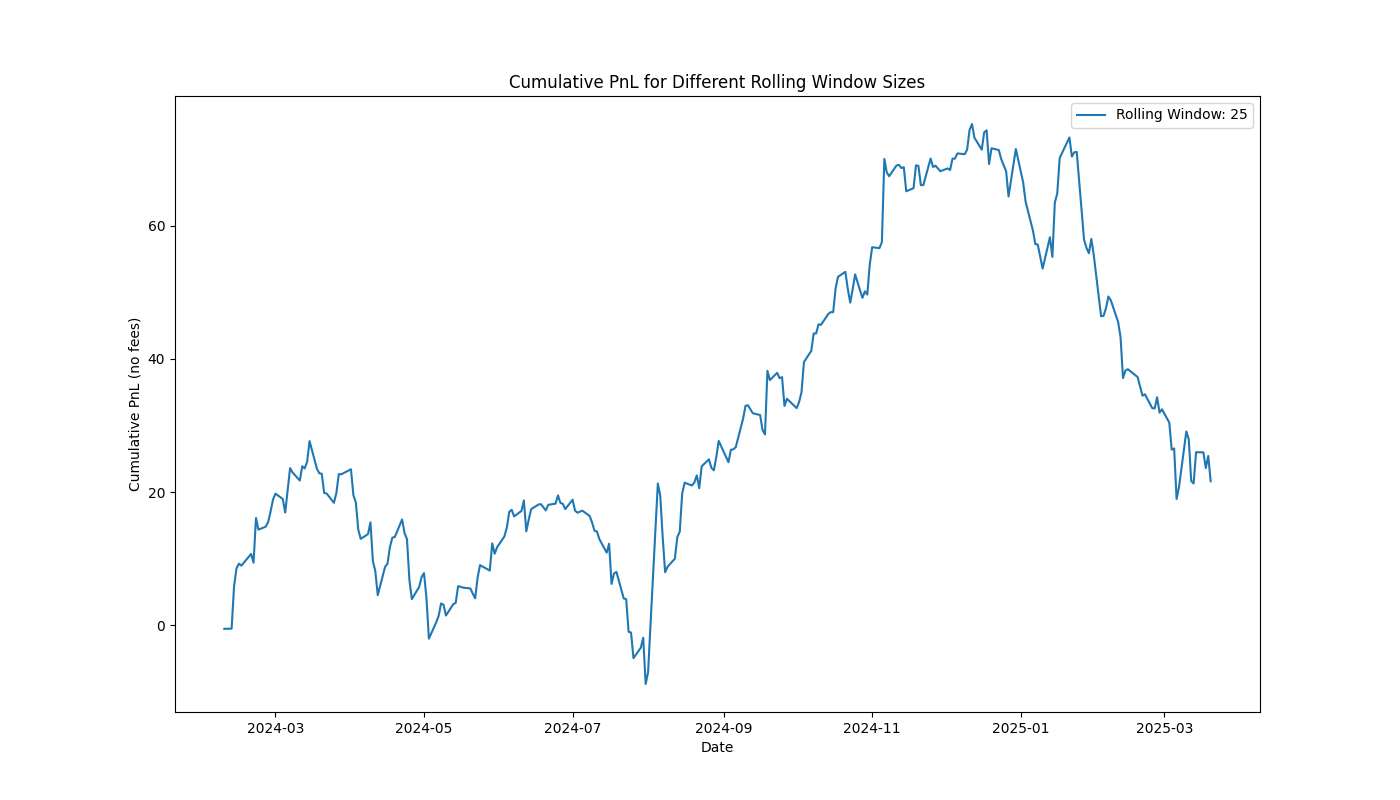 Cumulative PnL for Different Rolling Window Sizes
Rolling Window: 25
Cumulative PnL (no fees)
60
40
20
0
2024-03 2024-05 2024-07 2024-09 2024-11 2025-01 2025-03
Date